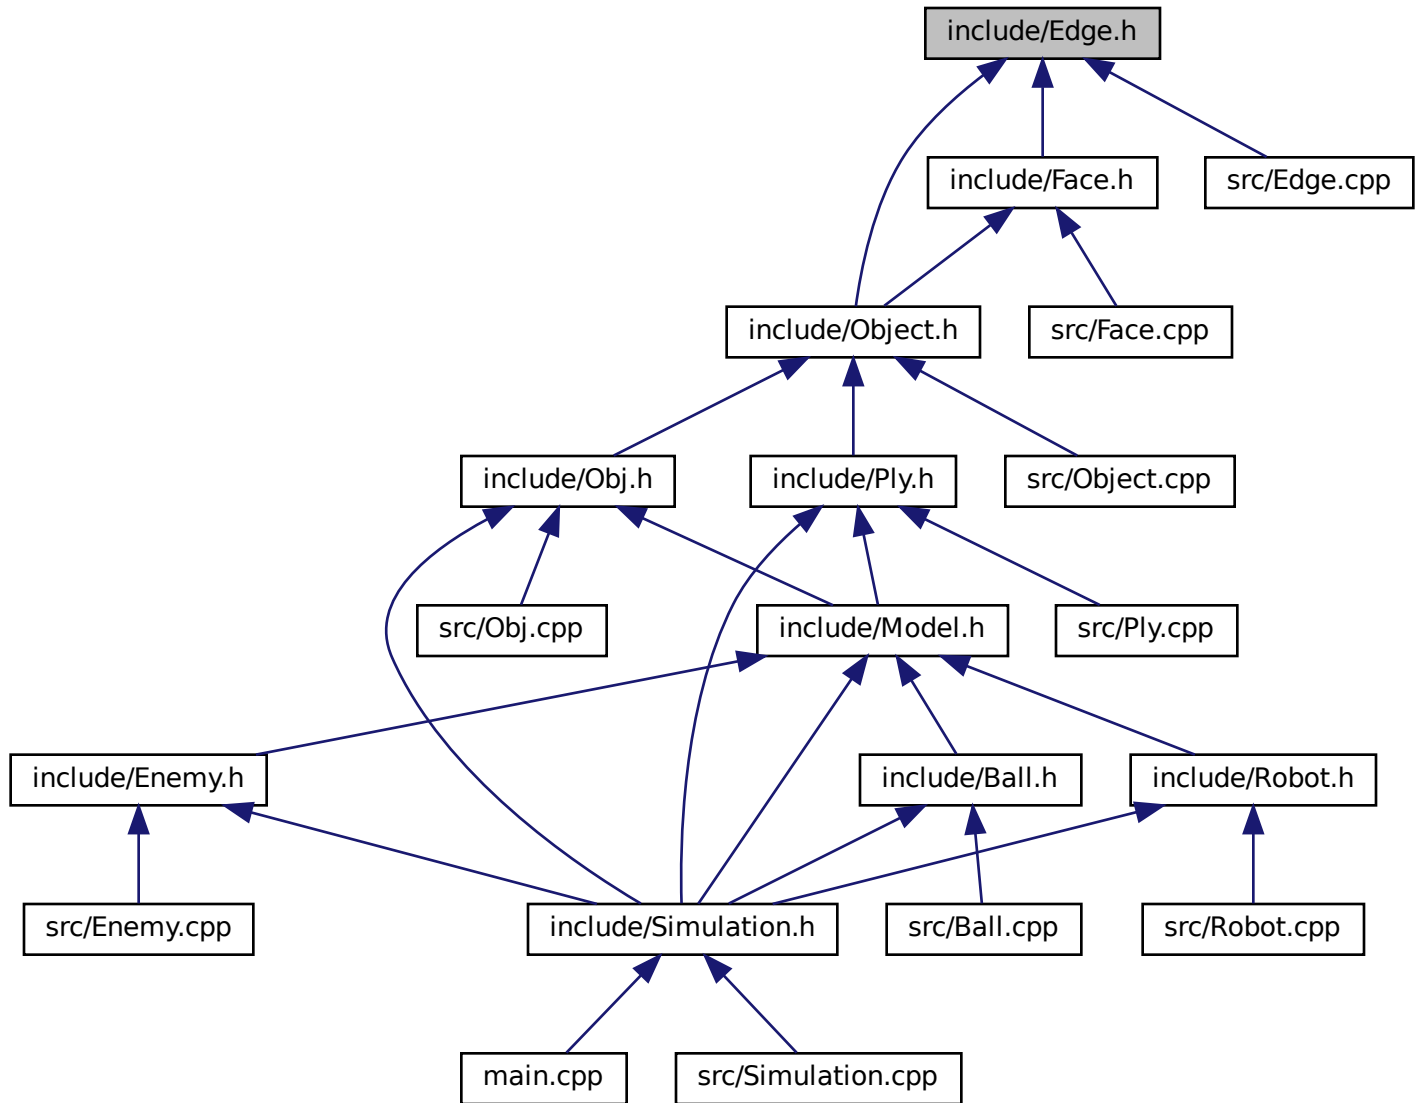 include/Edge.h
include/Face.h
src/Edge.cpp
include/Object.h
src/Face.cpp
include/Obj.h
include/Ply.h
src/Object.cpp
src/Obj.cpp
include/Model.h
src/Ply.cpp
include/Enemy.h
include/Ball.h
include/Robot.h
src/Enemy.cpp
include/Simulation.h
src/Ball.cpp
src/Robot.cpp
main.cpp
src/Simulation.cpp